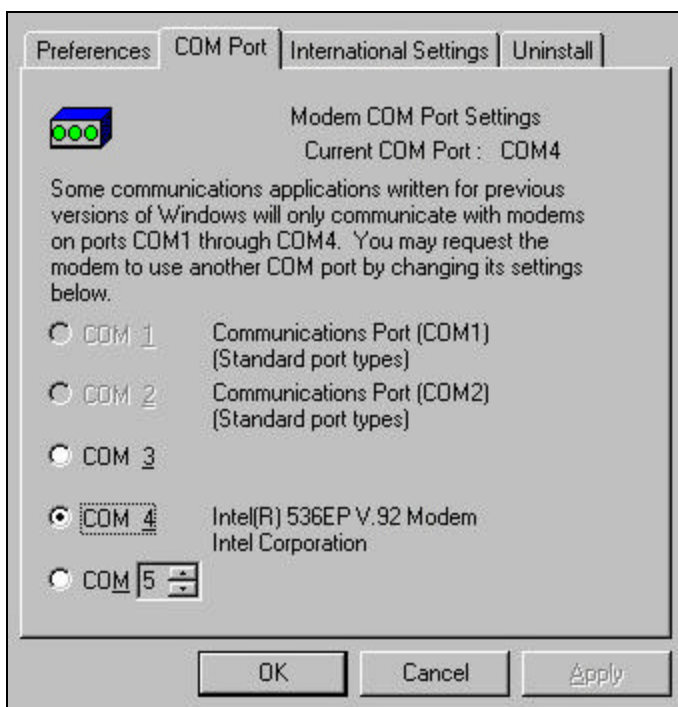 Preferences COM Port International Settings Uninstall
Modem COM Port Settings
Current COM Port : COM4
Some communications applications written for previous
versions of Windows will only communicate with modems
on ports COM1 through COM4. You may request the
modem to use another COM port by changing its settings
below.
COM 1 Communications Port (COM1)
(Standard port types)
COM 2 Communications Port (COM2)
(Standard port types)
COM 3
COM 4 Intel(R) 536EP V.92 Modem
Intel Corporation
COM 5
OK Cancel Apply